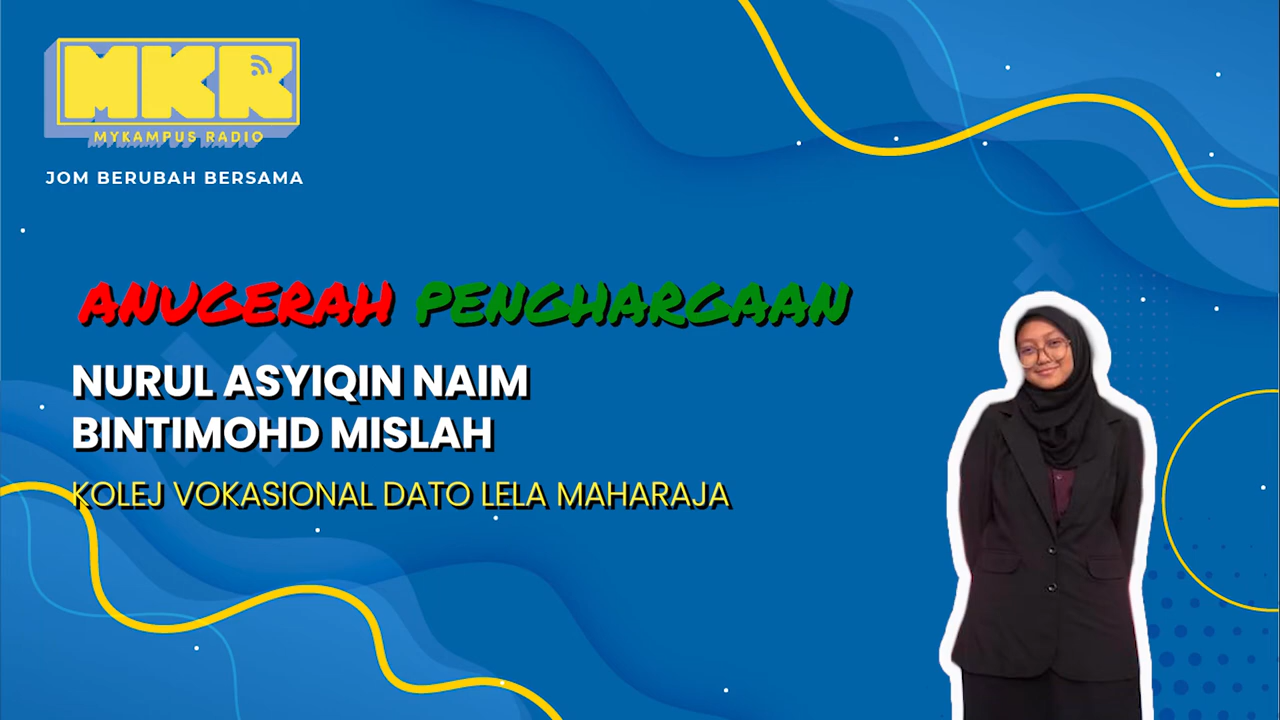 MKR
MYKAMPUS RADIO
JOM BERUBAH BERSAMA
ANUGERAH PENGHARGAAN
NURUL ASYIQIN NAIM
BINTIMOHD MISLAH
KOLEJ VOKASIONAL DATO LELA MAHARAJA